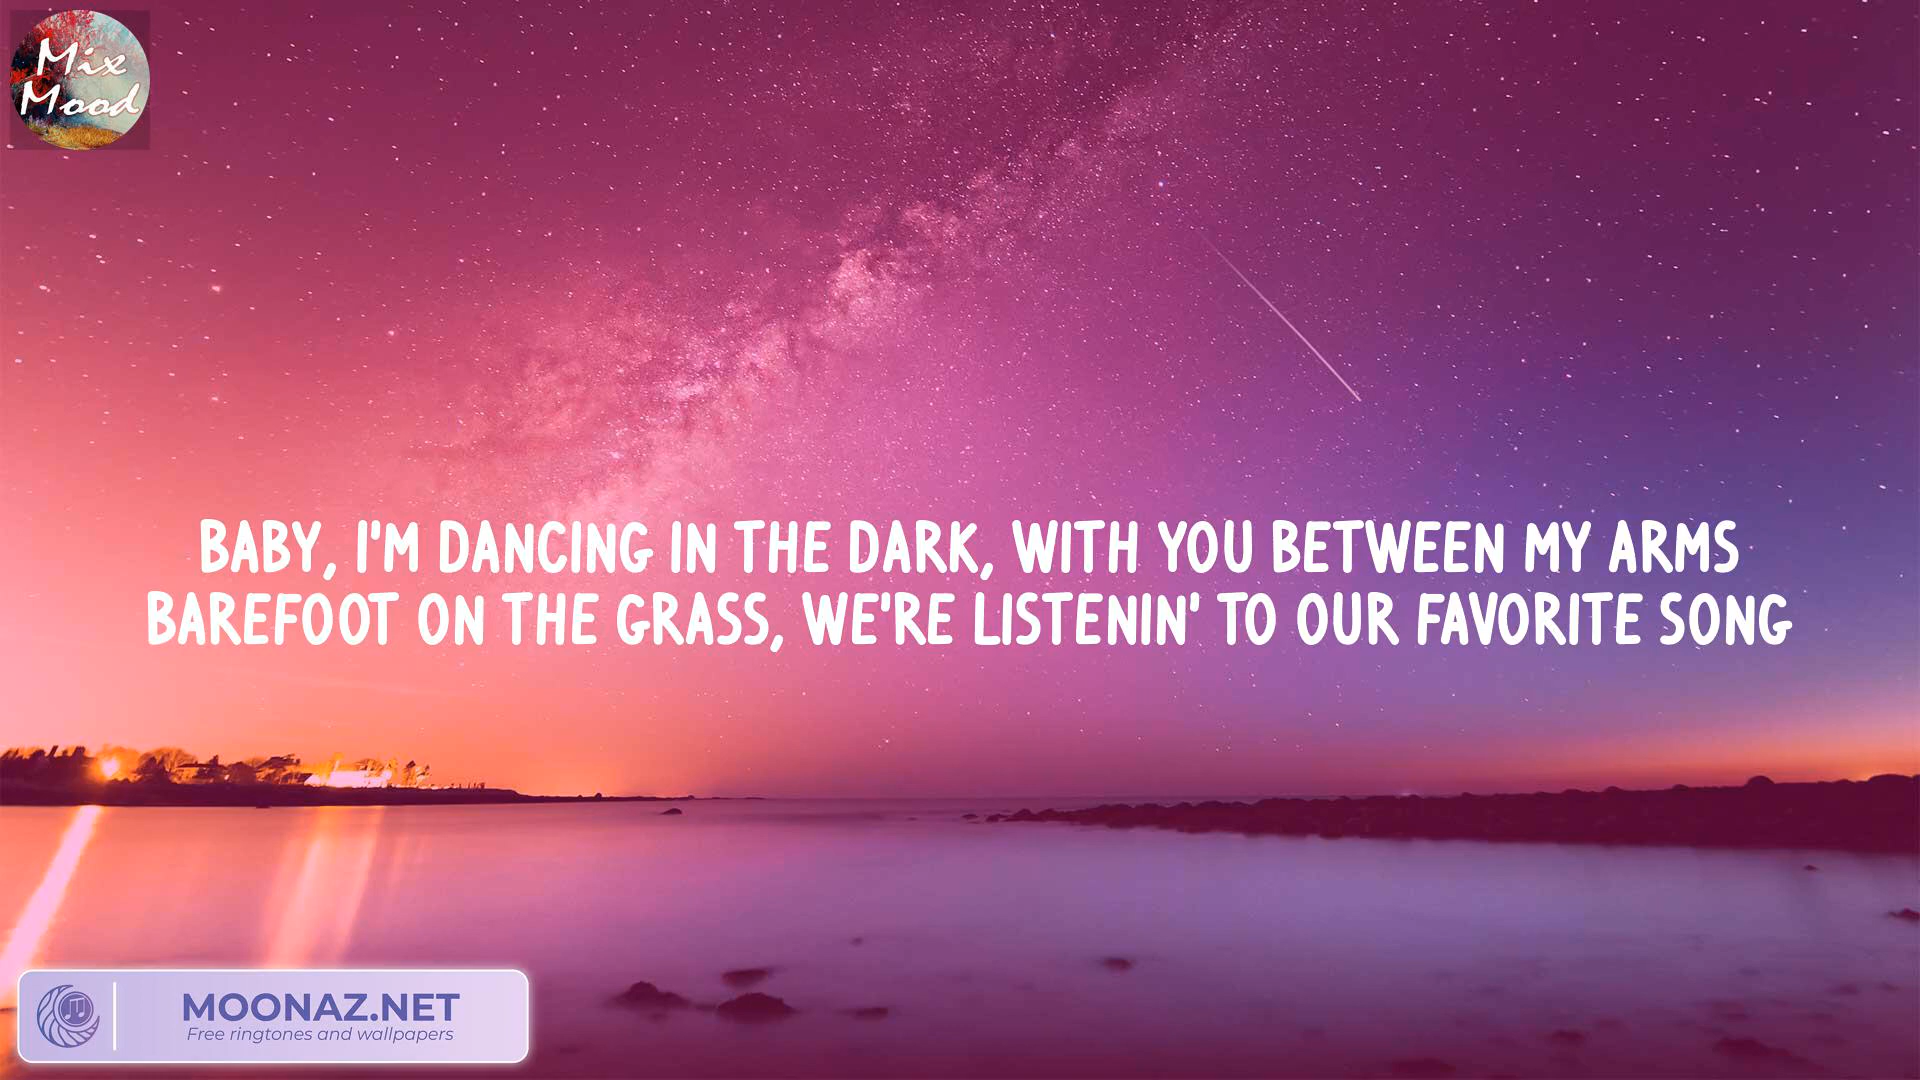 Mix
Mood
BABY, I'M DANCING IN THE DARK, WITH YOU BETWEEN MY ARMS
BAREFOOT ON THE GRASS, WE'RE LISTENIN' TO OUR FAVORITE SONG
MOONAZ.NET
Free ringtones and wallpapers